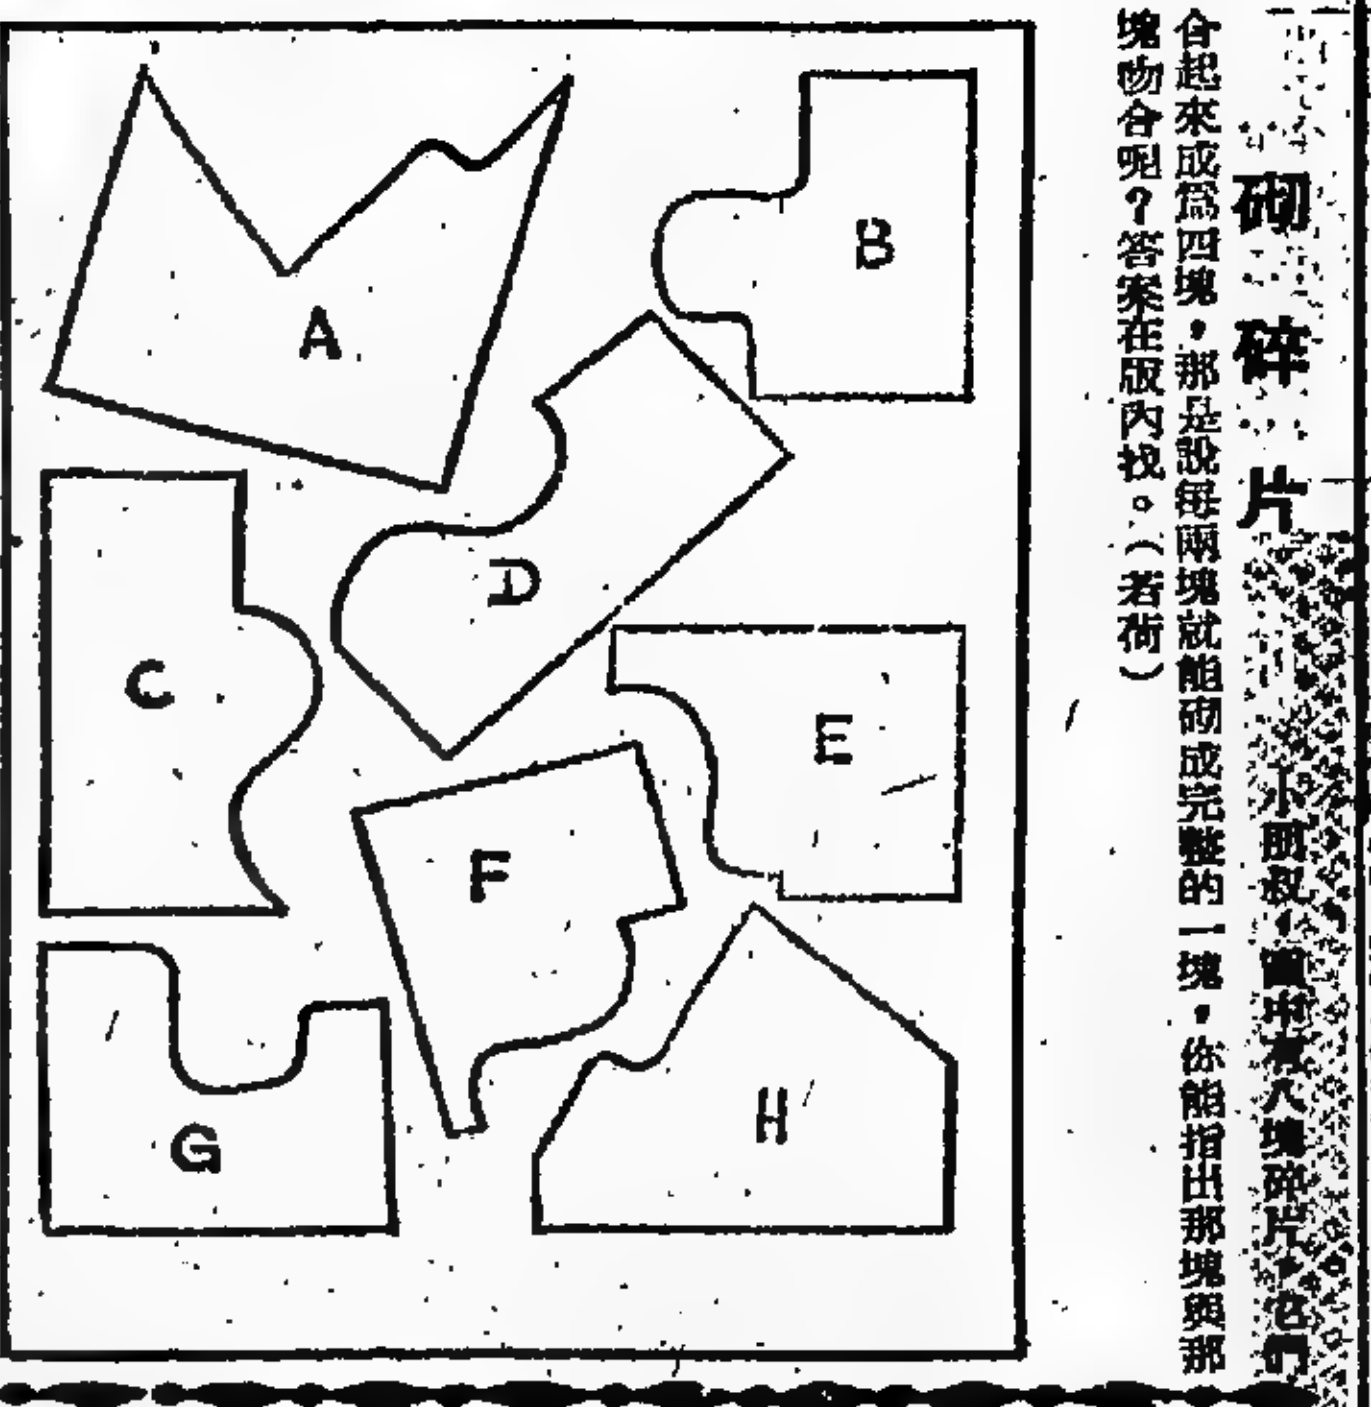 砌碎片
小朋叔，圖中有八塊碎片，它們
合起來成爲四塊，那是說每兩塊就能砌成完整的一塊，你能指出那塊與那
塊吻合呢？答案在版內找。（若荷）
A
B
C
D
E
F
G
H